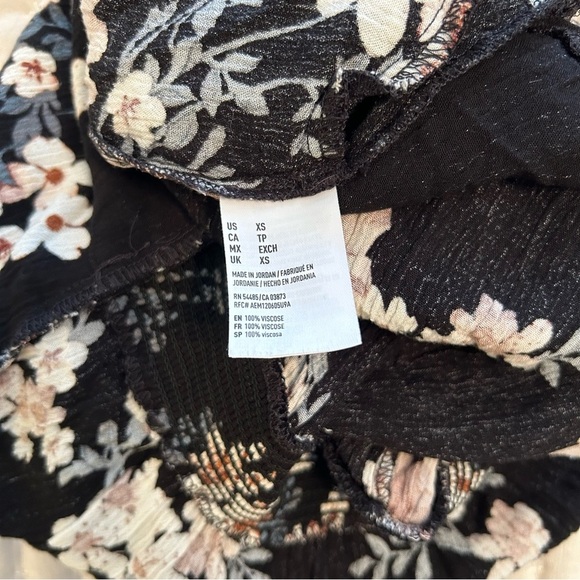 US XS
CA TP
MX EXCH
UK XS
MADE IN JORDAN / FABRIQUÉ EN
JORDANIE / HECHO EN JORDANIA
RN 54485/CA 03873
RFC# AEM120605U9A
EN 100% VISCOSE
FR 100% VISCOSE
SP 100% viscosa